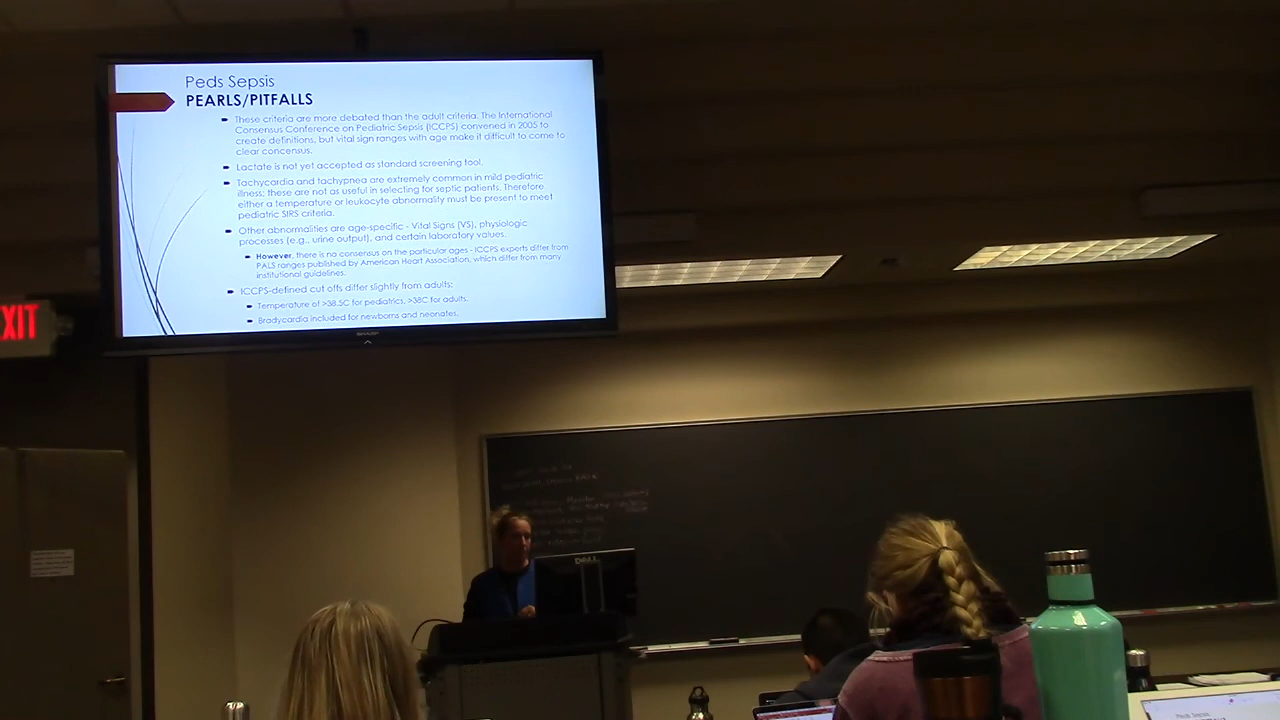 Peds Sepsis
PEARLS/PITFALLS
These criteria are more debated than the adult criteria. The International
Consensus Conference on Pediatric Sepsis (ICCPS) convened in 2005 to
create definitions, but vital sign ranges with age make it difficult to come to
clear concensus.
Lactate is not yet accepted as standard screening tool.
Tachycardia and tachypnea are extremely common in mild pediatric
illness; these are not as useful in selecting for septic patients. Therefore
either a temperature or leukocyte abnormality must be present to meet
pediatric SIRS criteria.
Other abnormalities are age-specific - Vital Signs (VS), physiologic
processes (e.g., urine output), and certain laboratory values.
However, there is no consensus on the particular ages - ICCPS experts differ from
PALS ranges published by American Heart Association, which differ from many
institutional guidelines.
ICCPS-defined cut offs differ slightly from adults:
Temperature of >38.5C for pediatrics, >38C for adults.
Bradycardia included for newborns and neonates.
SHARP
XIT
DELL
Peds Sepsis